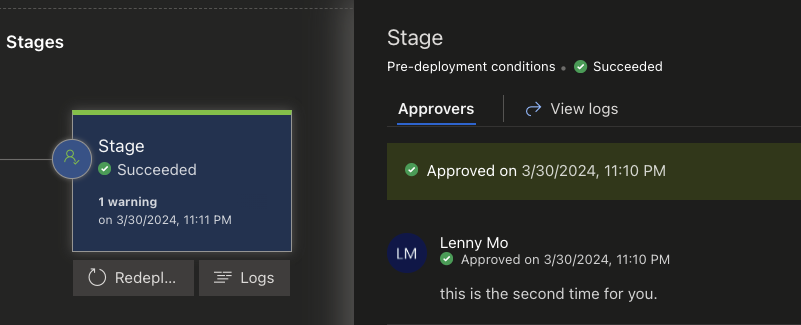 Stages
Stage
Succeeded
1 warning
on 3/30/2024, 11:11 PM
Redepl...
Logs
Stage
Pre-deployment conditions • Succeeded
Approvers
View logs
Approved on 3/30/2024, 11:10 PM
LM
Lenny Mo
Approved on 3/30/2024, 11:10 PM
this is the second time for you.